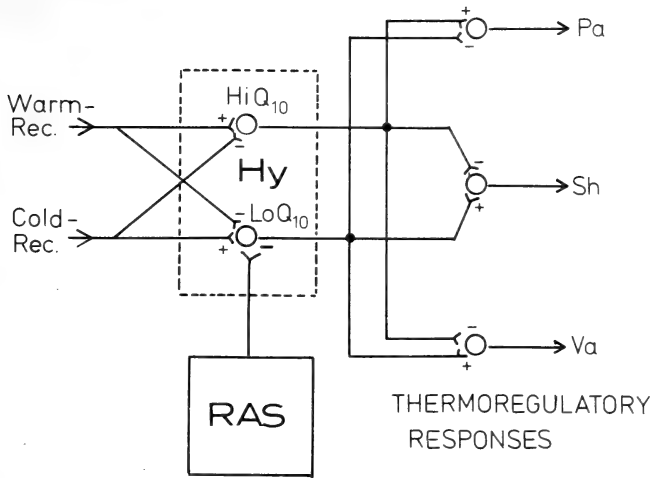 +
Pa
-
HiQ10
Warm-
Rec.
+
-
Hy
-
Sh
+
Cold-
Rec.
-LoQ10
+
-
-
Va
+
RAS
THERMOREGULATORY
RESPONSES